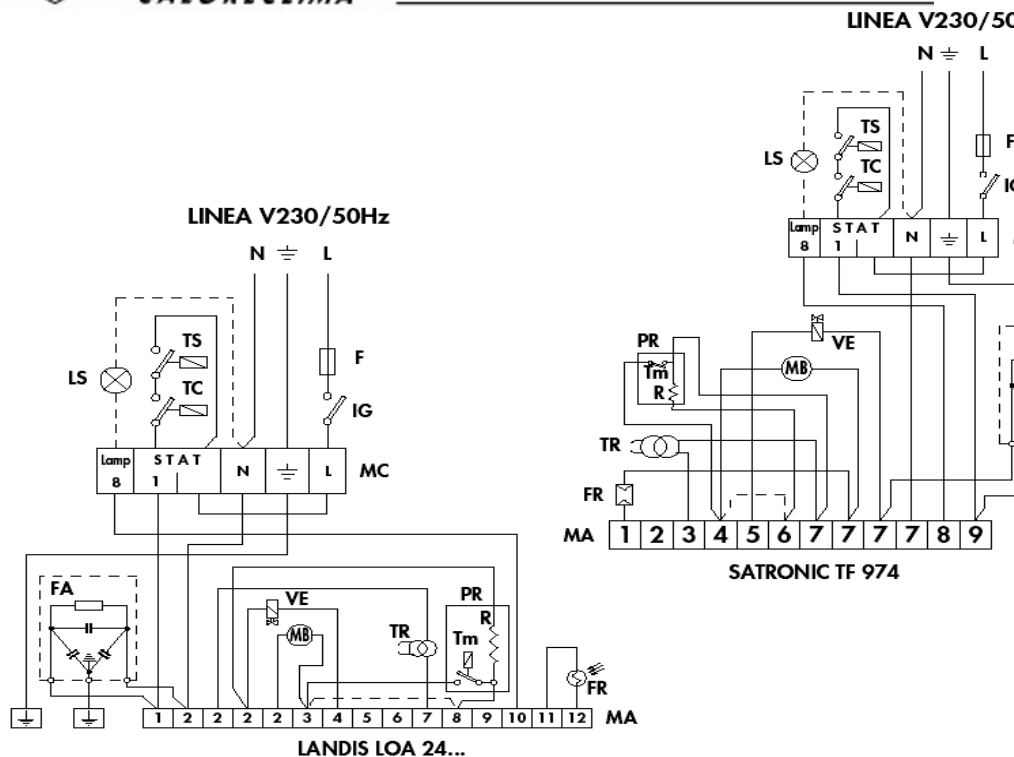 LINEA V230/50
N L
TS
F
LS
TC
Lamp STAT N L
8 1
PR
VE
Tm
MB
R
TR
FR
MA 1 2 3 4 5 6 7 7 7 7 8 9
SATRONIC TF 974
LINEA V230/50Hz
N L
TS
F
LS
TC
IG
Lamp STAT N L MC
8 1
FA
VE
PR
R
MB
TR
Tm
FR
1 2 2 2 2 3 4 5 6 7 8 9 10 11 12 MA
LANDIS LOA 24...